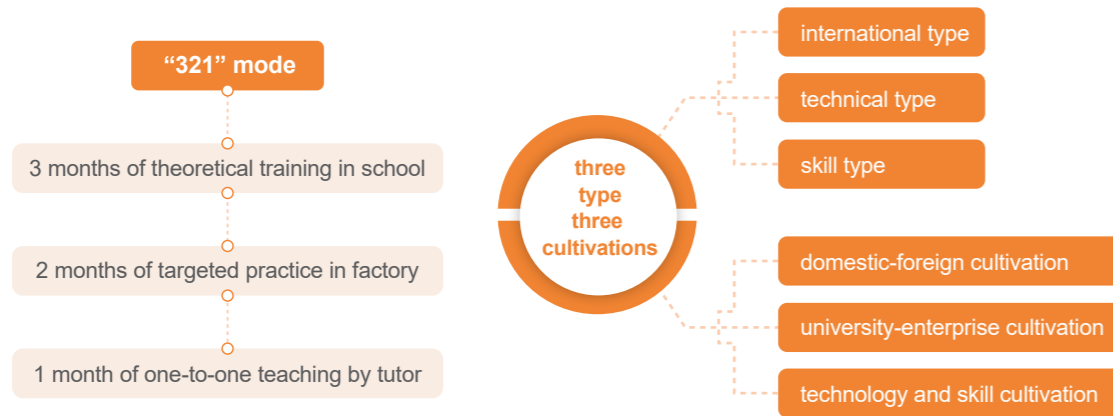 “321” mode
3 months of theoretical training in school
2 months of targeted practice in factory
1 month of one-to-one teaching by tutor
three
type
three
cultivations
international type
technical type
skill type
domestic-foreign cultivation
university-enterprise cultivation
technology and skill cultivation